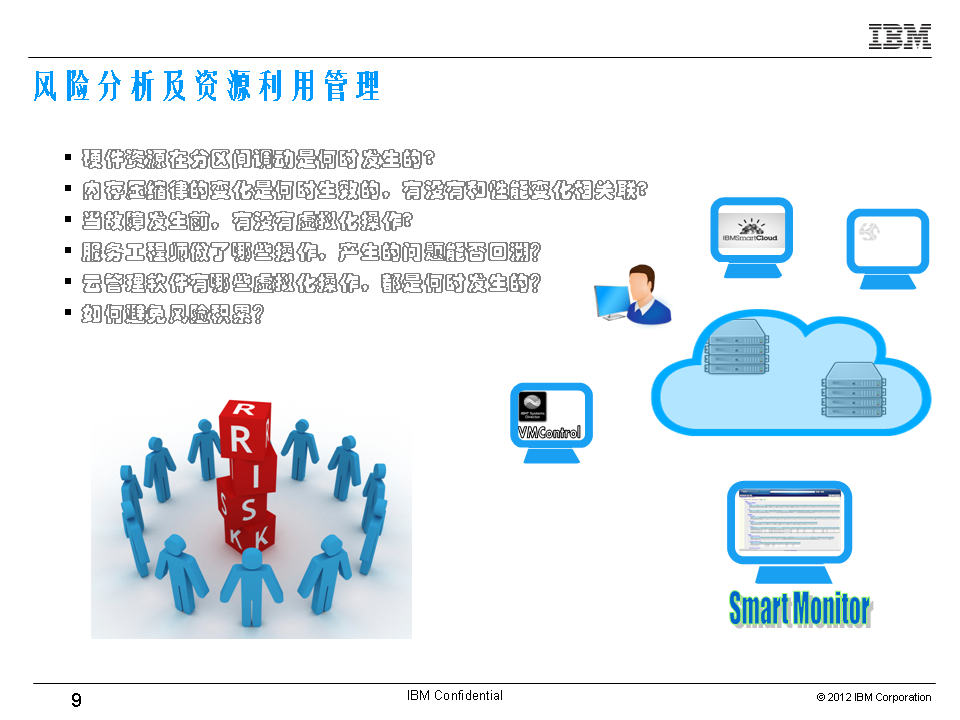 IBM
风险分析及资源利用管理
硬件资源在分区间调动是何时发生的?
内存压缩律的变化是何时生效的，有没有和性能变化相关联?
当故障发生前，有没有虚拟化操作?
服务工程师做了哪些操作，产生的问题能否回溯?
云管理软件有哪些虚拟化操作，都是何时发生的?
如何避免风险积累?
IBMSmartCloud
IBM® Systems
Director
VMControl
R
R
I
S
S
K
K
Smart Monitor
9
IBM Confidential
© 2012 IBM Corporation